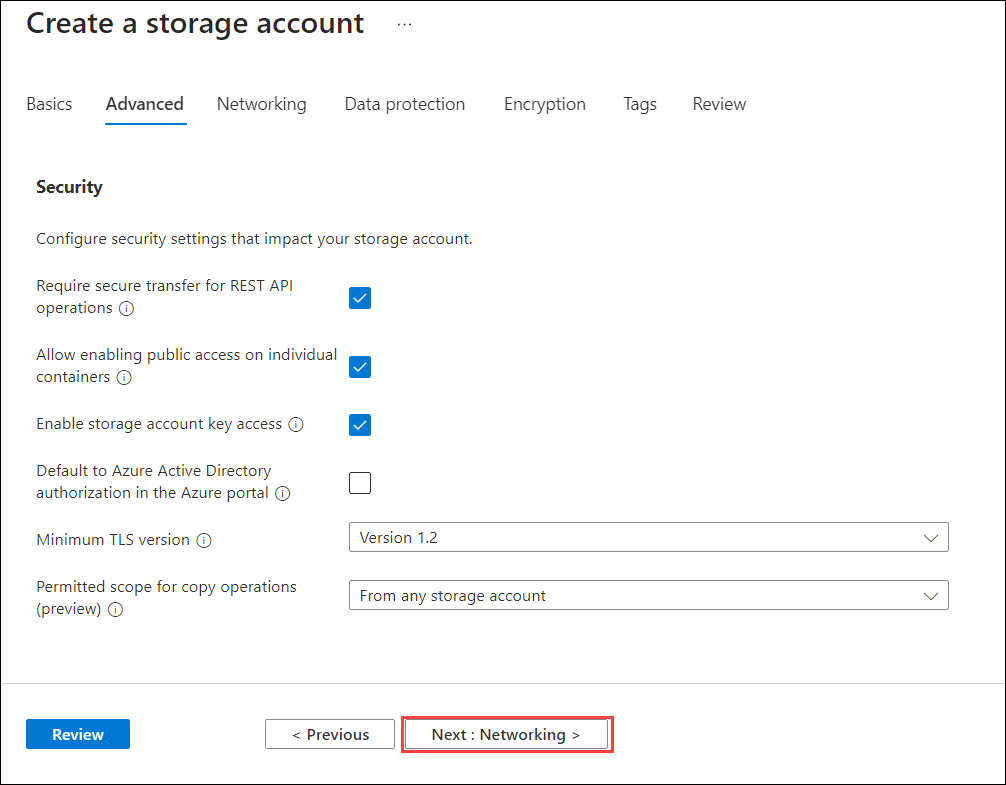 Create a storage account ...
Basics Advanced Networking Data protection Encryption Tags Review
Security
Configure security settings that impact your storage account.
Require secure transfer for REST API
operations
Allow enabling public access on individual
containers
Enable storage account key access
Default to Azure Active Directory
authorization in the Azure portal
Minimum TLS version
Version 1.2
Permitted scope for copy operations
(preview)
From any storage account
Review
< Previous
Next : Networking >